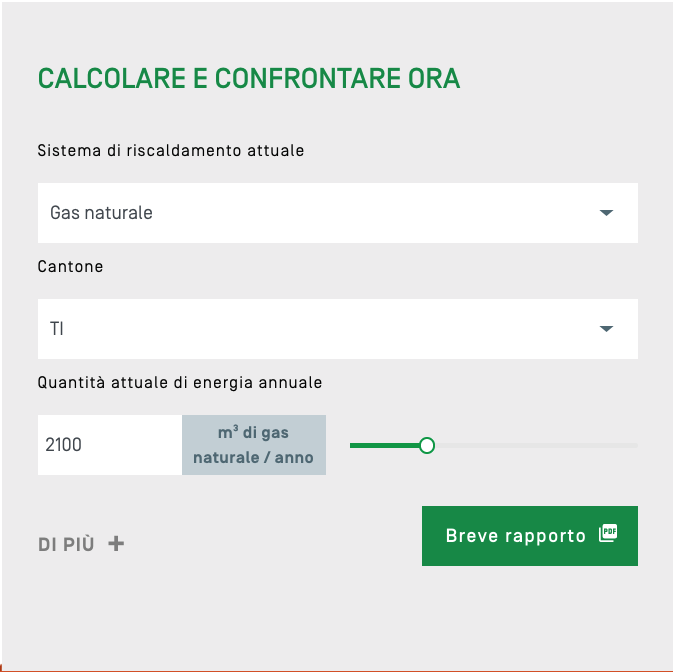 CALCOLARE E CONFRONTARE ORA
Sistema di riscaldamento attuale
Gas naturale
Cantone
TI
Quantità attuale di energia annuale
2100
m³ di gas
naturale / anno
DI PIÙ +
Breve rapporto PDF